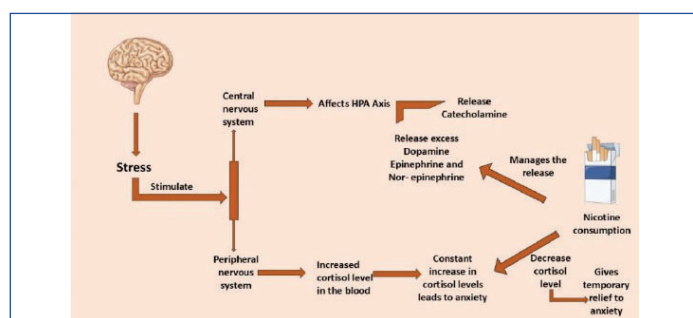 Central
nervous
system
Affects HPA Axis
Release
Catecholamine
Release excess
Dopamine
Epinephrine and
Nor- epinephrine
Manages the
release
Stress
Stimulate
Nicotine
consumption
Peripheral
nervous
system
Increased
cortisol level
in the blood
Constant
increase in
cortisol levels
leads to anxiety
Decrease
cortisol
level
Gives
temporary
relief to
anxiety